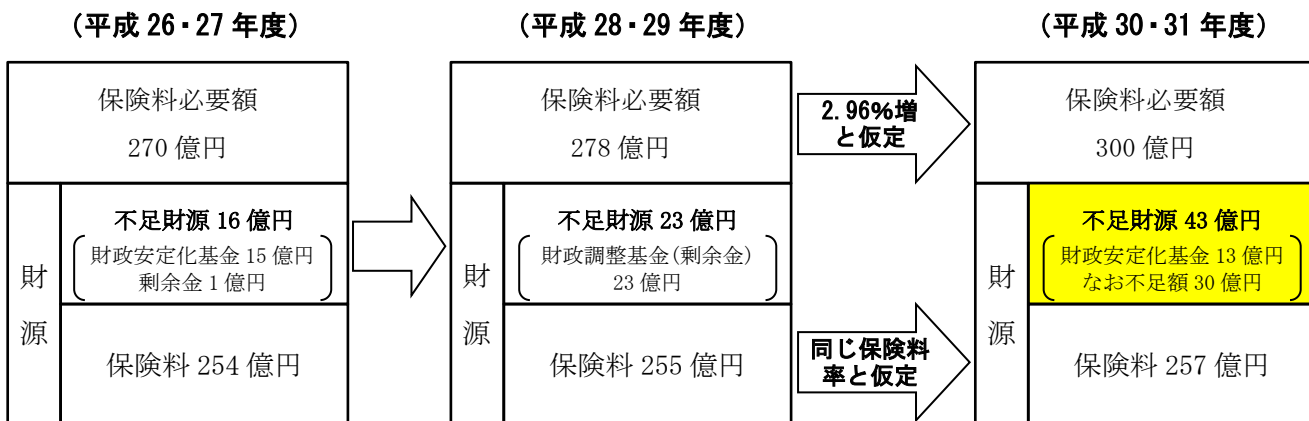 (平成 26・27 年度)
保険料必要額
270 億円
財源
不足財源 16 億円
財政安定化基金 15 億円
剰余金 1 億円
保険料 254 億円
(平成 28・29 年度)
保険料必要額
278 億円
財源
不足財源 23 億円
財政調整基金(剰余金)
23 億円
保険料 255 億円
2.96%増
と仮定
同じ保険料
率と仮定
(平成 30・31 年度)
保険料必要額
300 億円
財源
不足財源 43 億円
財政安定化基金 13 億円
なお不足額 30 億円
保険料 257 億円